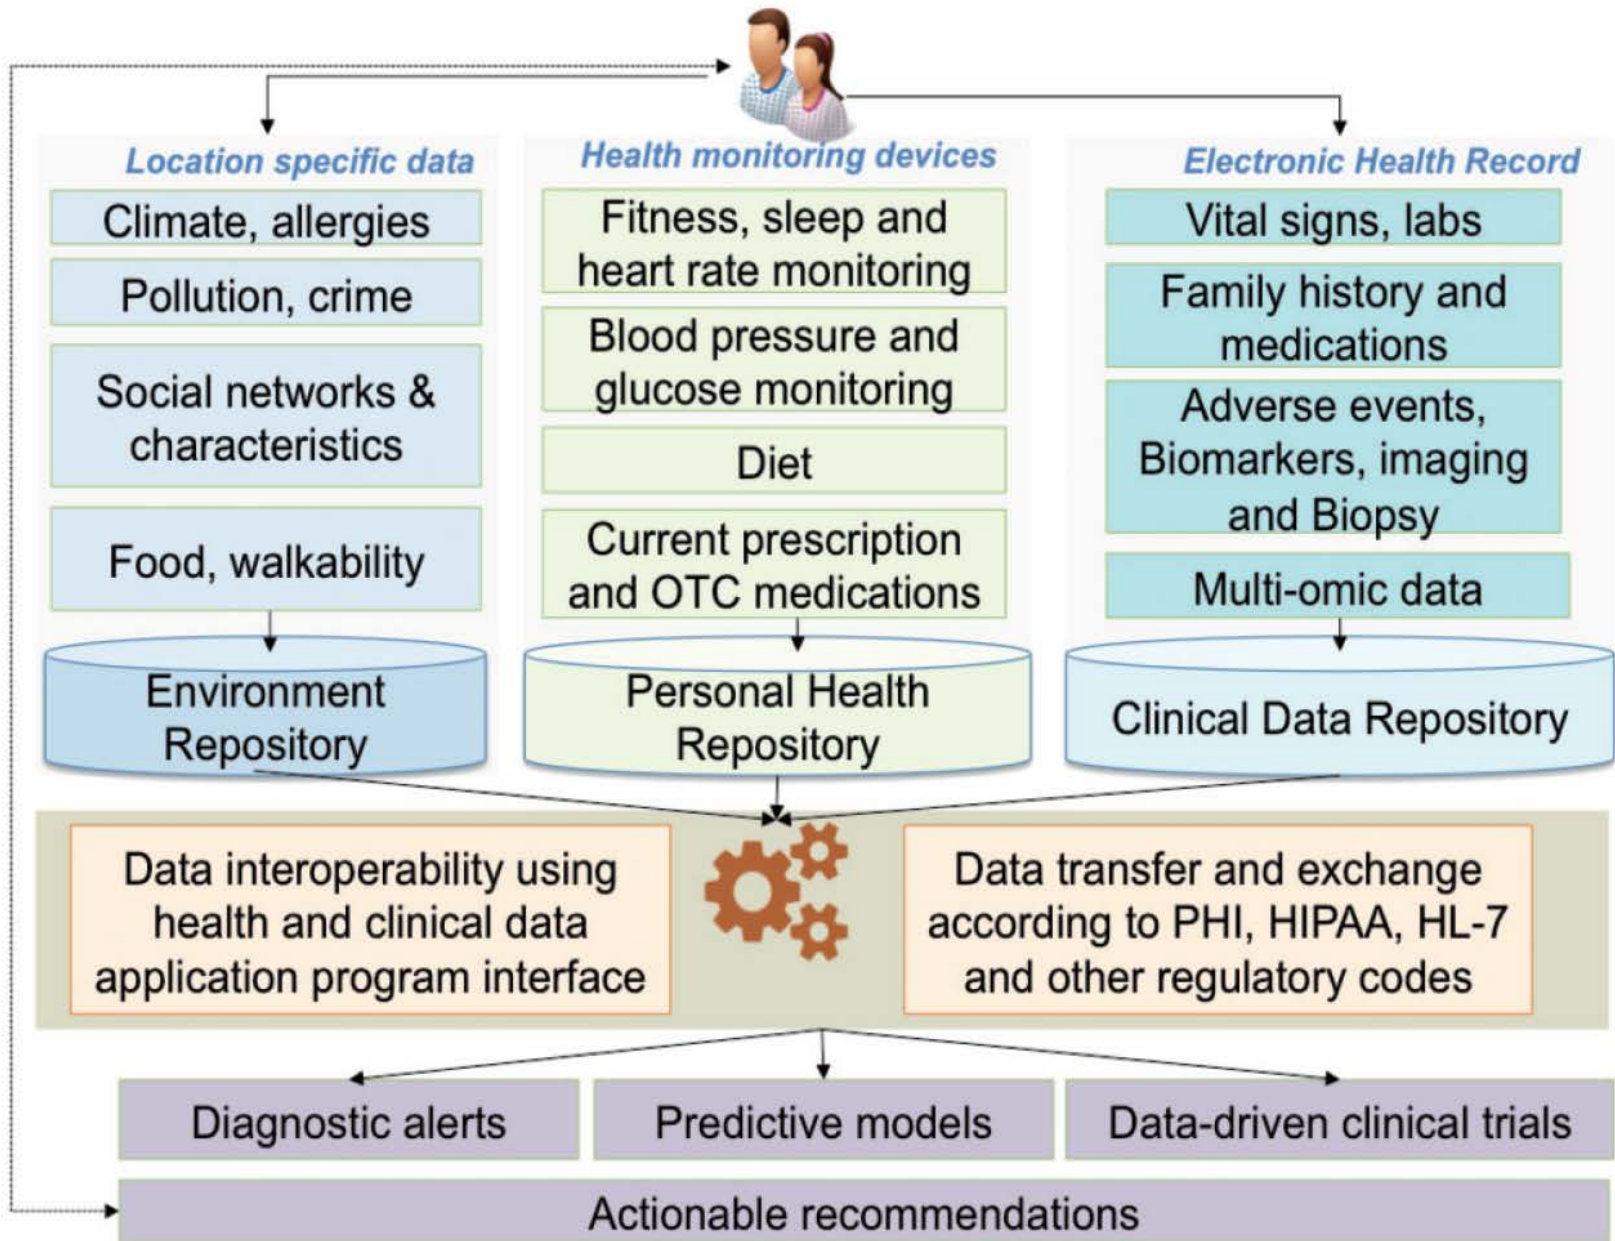 Location specific data
Climate, allergies
Pollution, crime
Social networks &
characteristics
Food, walkability
Environment
Repository
Health monitoring devices
Fitness, sleep and
heart rate monitoring
Blood pressure and
glucose monitoring
Diet
Current prescription
and OTC medications
Personal Health
Repository
Electronic Health Record
Vital signs, labs
Family history and
medications
Adverse events,
Biomarkers, imaging
and Biopsy
Multi-omic data
Clinical Data Repository
Data interoperability using
health and clinical data
application program interface
Data transfer and exchange
according to PHI, HIPAA, HL-7
and other regulatory codes
Diagnostic alerts
Predictive models
Data-driven clinical trials
Actionable recommendations